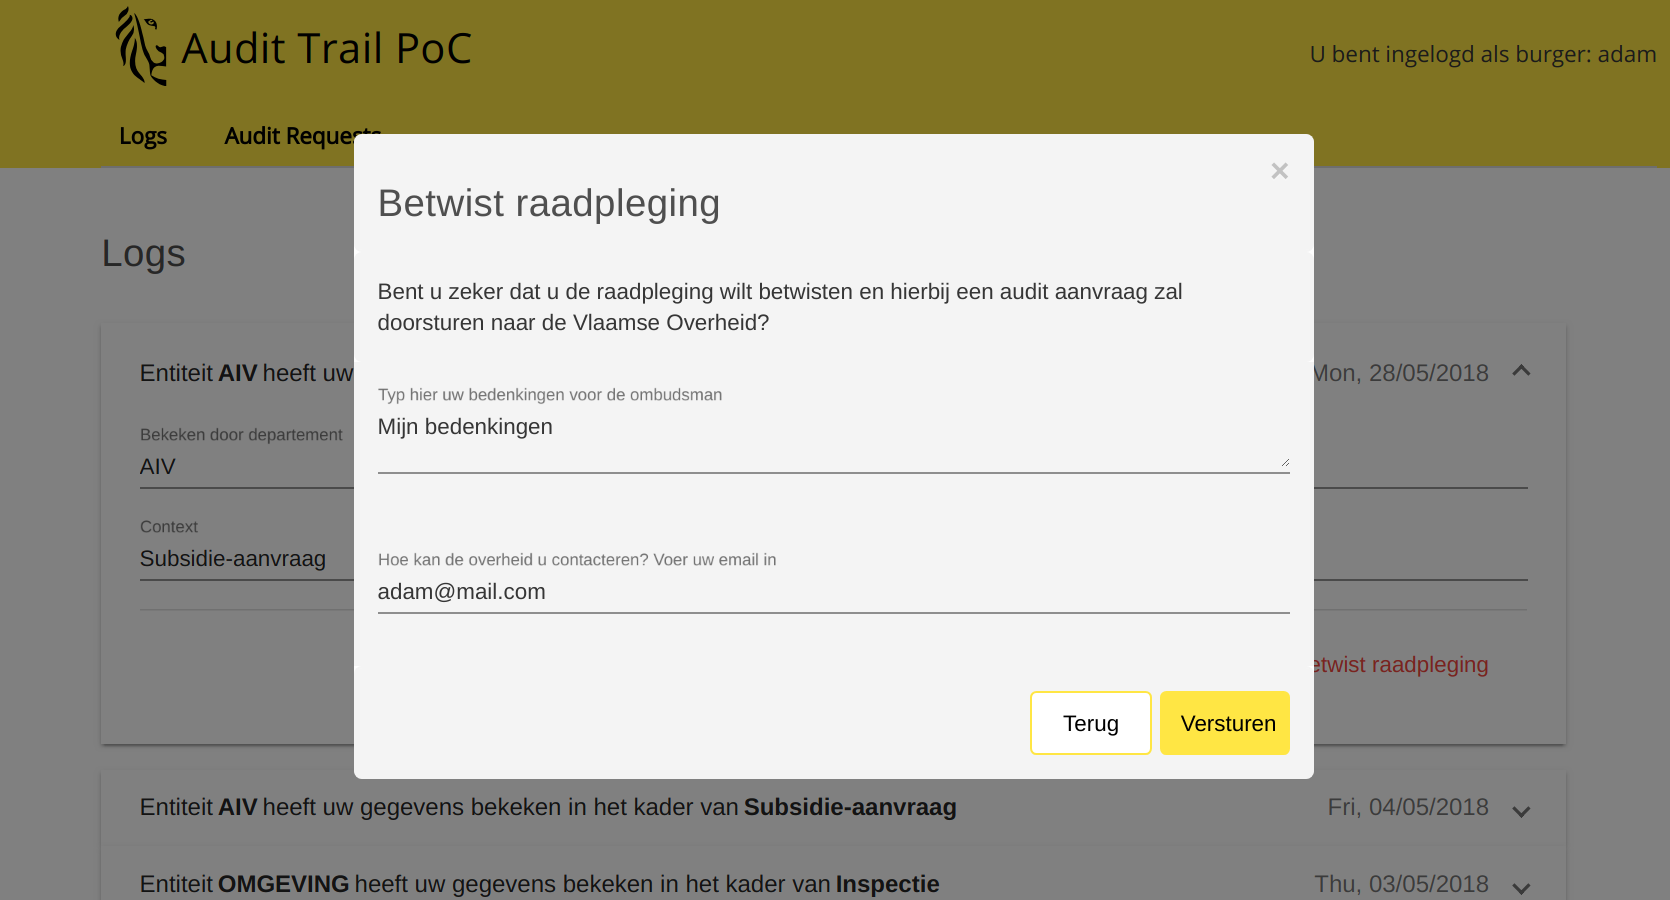 Audit Trail PoC
U bent ingelogd als burger: adam
Logs
Audit Requests
×
Betwist raadpleging
Logs
Bent u zeker dat u de raadpleging wilt betwisten en hierbij een audit aanvraag zal
doorsturen naar de Vlaamse Overheid?
Entiteit AIV heeft uw
Mon, 28/05/2018
Typ hier uw bedenkingen voor de ombudsman
Mijn bedenkingen
Bekeken door departement
AIV
Context
Subsidie-aanvraag
Hoe kan de overheid u contacteren? Voer uw email in
adam@mail.com
etwist raadpleging
Terug
Versturen
Entiteit AIV heeft uw gegevens bekeken in het kader van Subsidie-aanvraag
Fri, 04/05/2018
Entiteit OMGEVING heeft uw gegevens bekeken in het kader van Inspectie
Thu, 03/05/2018